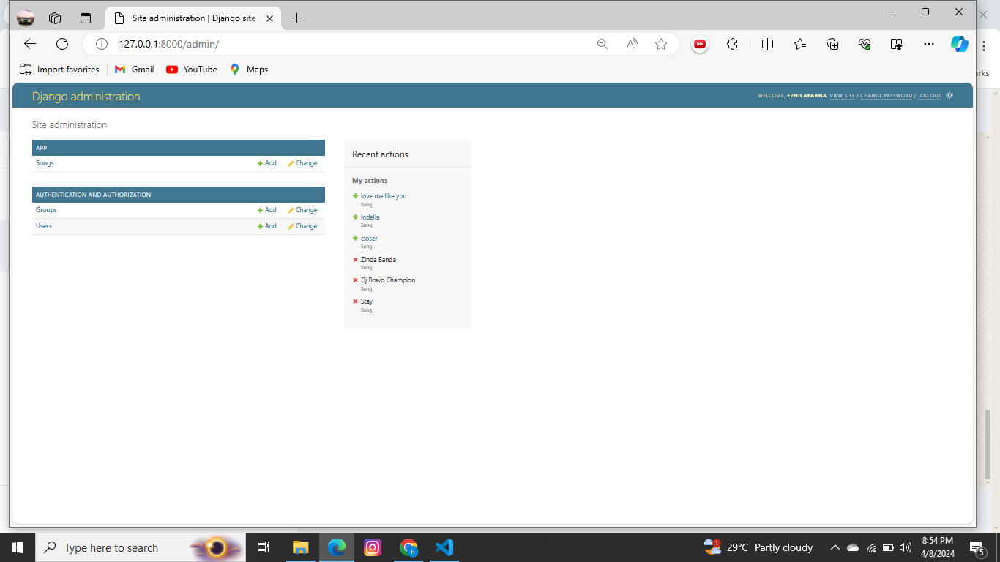 Site administration | Django site
127.0.0.1:8000/admin/
Import favorites
Gmail
YouTube
Maps
arks
Django administration
WELCOME, EZHILAPARNA. VIEW SITE / CHANGE PASSWORD / LOG OUT
Site administration
APP
Songs Add Change
AUTHENTICATION AND AUTHORIZATION
Groups Add Change
Users Add Change
Recent actions
My actions
love me like you
Song
indelia
Song
closer
Song
Zinda Banda
Song
Dj Bravo Champion
Song
Stay
Song
Type here to search
R
1
29°C Partly cloudy
8:54 PM
4/8/2024
5